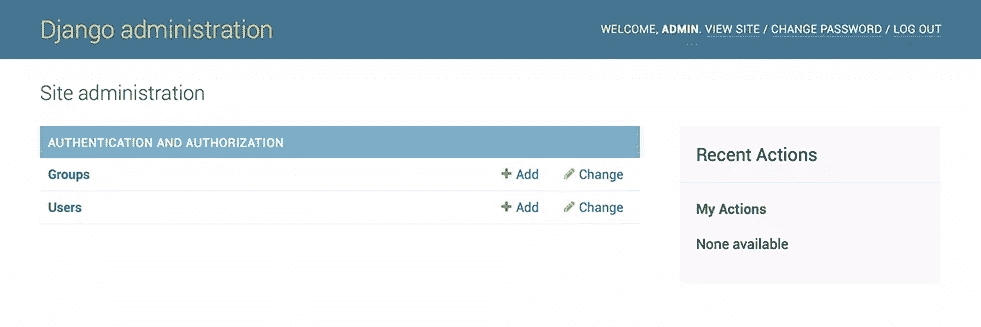 Django administration
WELCOME, ADMIN. VIEW SITE / CHANGE PASSWORD / LOG OUT
Site administration
AUTHENTICATION AND AUTHORIZATION
Groups + Add Change
Users + Add Change
Recent Actions
My Actions
None available